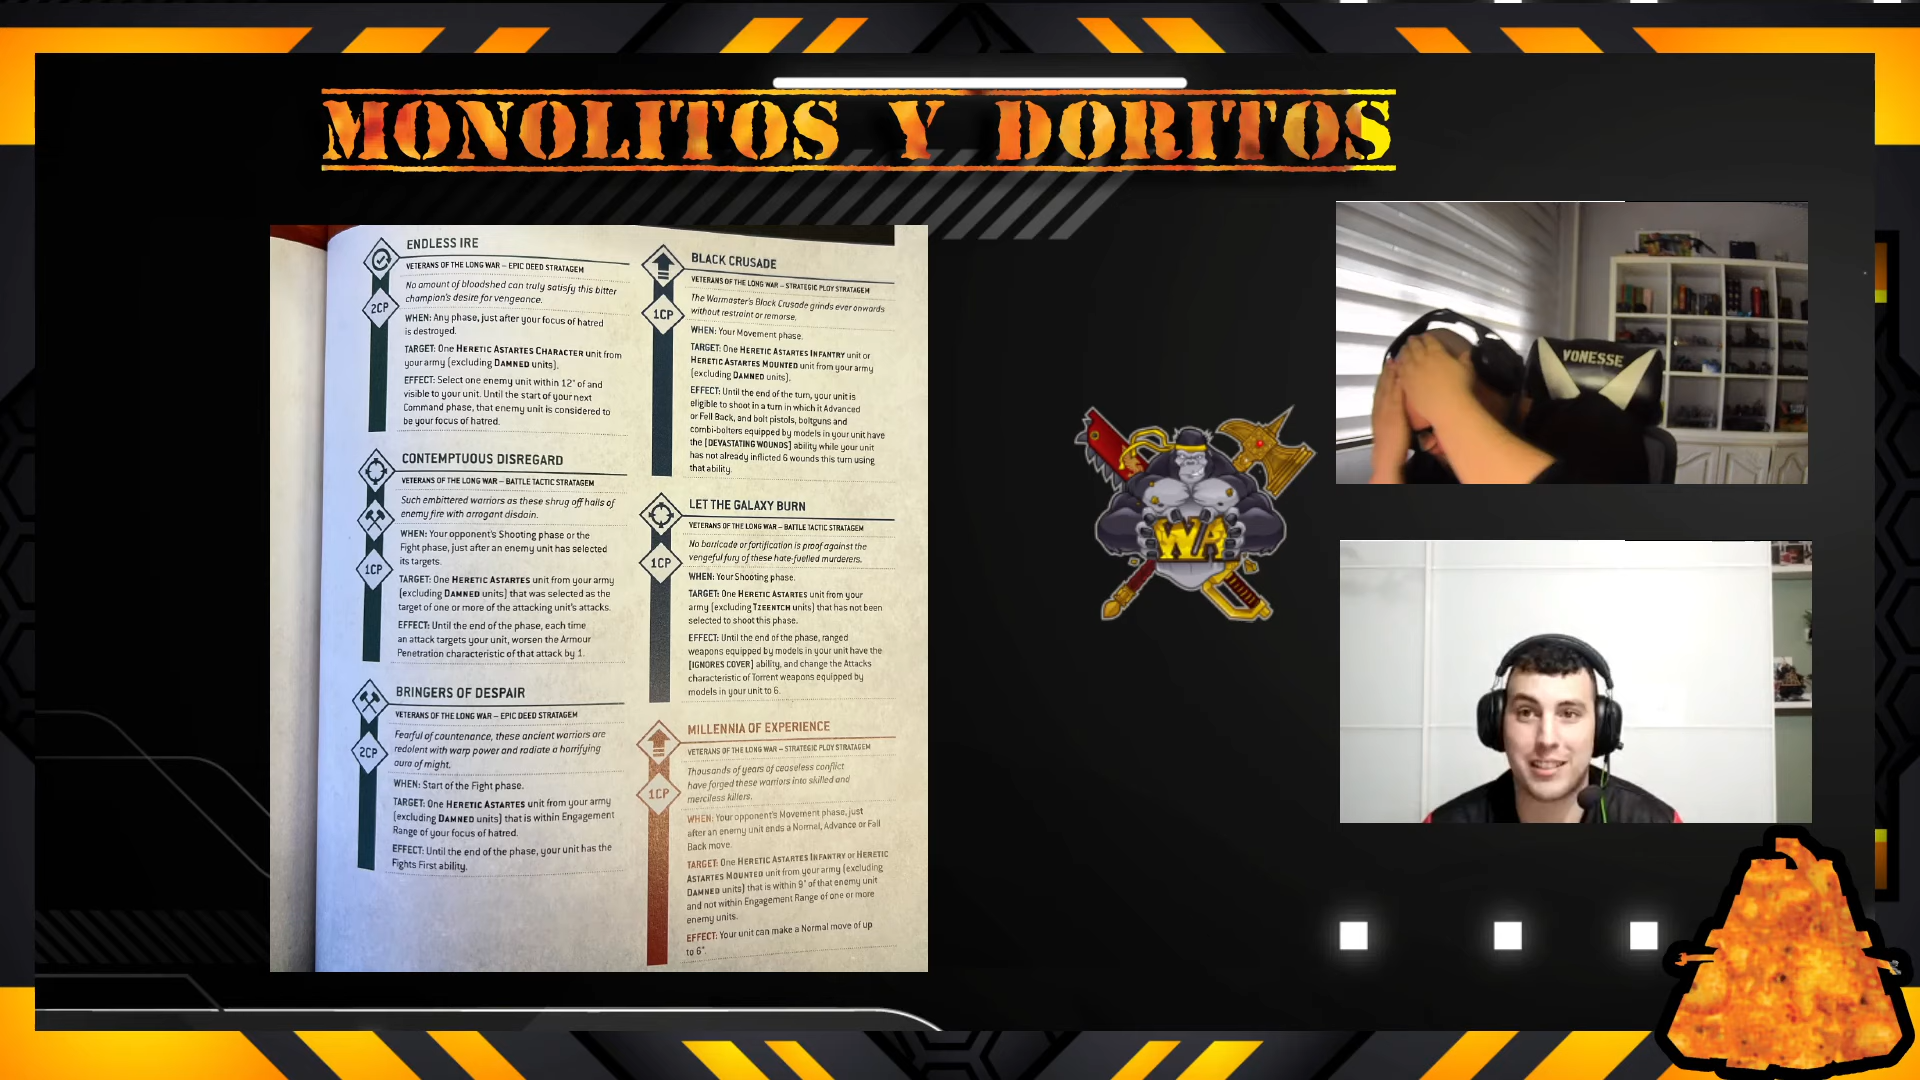 MONOLITOS Y DORITOS
ENDLESS IRE
VETERANS OF THE LONG WAR – EPIC DEED STRATAGEM
No amount of bloodshed can truly satisfy this bitter
champion's desire for vengeance.
2CP
WHEN: Any phase, just after your focus of hatred
is destroyed.
TARGET: One HERETIC ASTARTES CHARACTER unit from
your army (excluding DAMNED units).
EFFECT: Select one enemy unit within 12" of and
visible to your unit. Until the start of your next
Command phase, that enemy unit is considered to
be your focus of hatred.
CONTEMPTUOUS DISREGARD
VETERANS OF THE LONG WAR – BATTLE TACTIC STRATAGEM
Such embittered warriors as these shrug off hails of
enemy fire with arrogant disdain.
1CP
WHEN: Your opponent's Shooting phase or the
Fight phase, just after an enemy unit has selected
its targets.
TARGET: One HERETIC ASTARTES unit from your army
(excluding DAMNED units) that was selected as the
target of one or more of the attacking unit's attacks.
EFFECT: Until the end of the phase, each time
an attack targets your unit, worsen the Armour
Penetration characteristic of that attack by 1.
BRINGERS OF DESPAIR
VETERANS OF THE LONG WAR – EPIC DEED STRATAGEM
Fearful of countenance, these ancient warriors are
redolent with warp power and radiate a horrifying
aura of might.
2CP
WHEN: Start of the Fight phase.
TARGET: One HERETIC ASTARTES unit from your army
(excluding DAMNED units) that is within Engagement
Range of your focus of hatred.
EFFECT: Until the end of the phase, your unit has the
Fights First ability.
BLACK CRUSADE
VETERANS OF THE LONG WAR – STRATEGIC PLOY STRATAGEM
The Warmaster's Black Crusade grinds ever onwards
without restraint or remorse.
1CP
WHEN: Your Movement phase.
TARGET: One HERETIC ASTARTES INFANTRY unit or
HERETIC ASTARTES MOUNTED unit from your army
(excluding DAMNED units).
EFFECT: Until the end of the turn, your unit is
eligible to shoot in a turn in which it Advanced
or Fell Back, and bolt pistols, boltguns and
combi-bolters equipped by models in your unit have
the [DEVASTATING WOUNDS] ability while your unit
has not already inflicted 6 wounds this turn using
that ability.
LET THE GALAXY BURN
VETERANS OF THE LONG WAR – BATTLE TACTIC STRATAGEM
No barricade or fortification is proof against the
vengeful fury of these hate-fuelled murderers.
1CP
WHEN: Your Shooting phase.
TARGET: One HERETIC ASTARTES unit from your
army (excluding TZEENTCH units) that has not been
selected to shoot this phase.
EFFECT: Until the end of the phase, ranged
weapons equipped by models in your unit have the
[IGNORES COVER] ability, and change the Attacks
characteristic of Torrent weapons equipped by
models in your unit to 6.
MILLENNIA OF EXPERIENCE
VETERANS OF THE LONG WAR – STRATEGIC PLOY STRATAGEM
Thousands of years of ceaseless conflict
have forged these warriors into skilled and
merciless killers.
1CP
WHEN: Your opponent's Movement phase, just
after an enemy unit ends a Normal, Advance or Fall
Back move.
TARGET: One HERETIC ASTARTES INFANTRY or HERETIC
ASTARTES MOUNTED unit from your army (excluding
DAMNED units) that is within 9" of that enemy unit
and not within Engagement Range of one or more
enemy units.
EFFECT: Your unit can make a Normal move of up
to 6".
WA
VONESSE